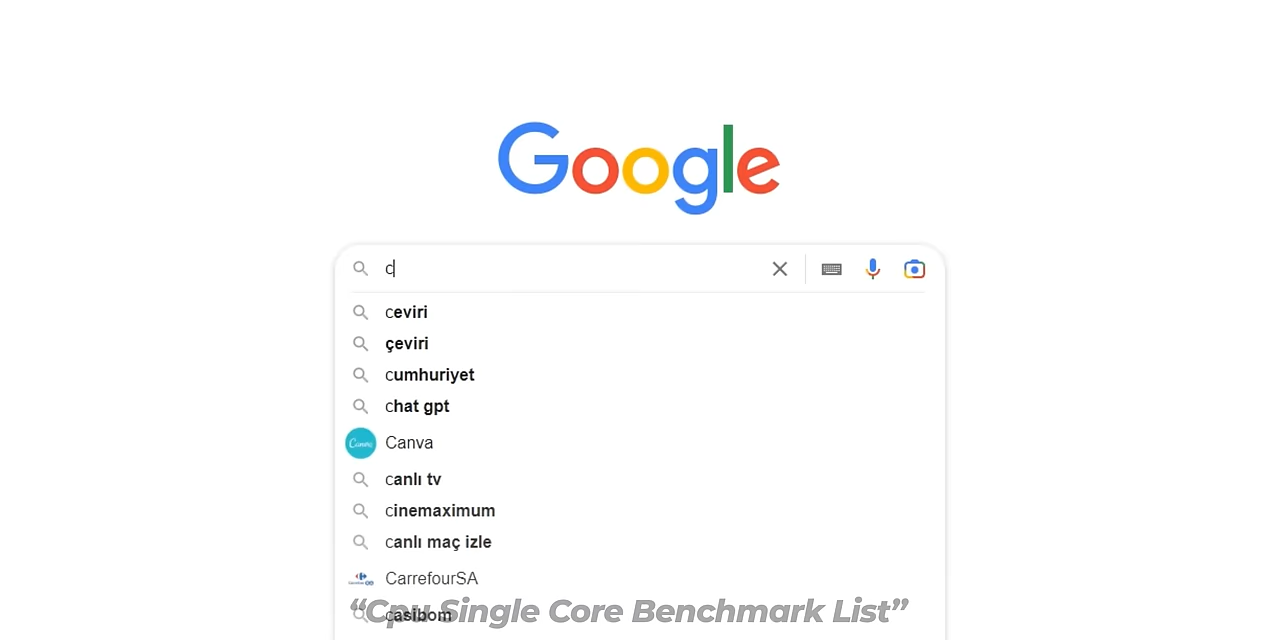 Google
c
ceviri
çeviri
cumhuriyet
chat gpt
Canva
Canva
canlı tv
cinemaximum
canlı maç izle
CarrefourSA
casibom
“Cpu Single Core Benchmark List”